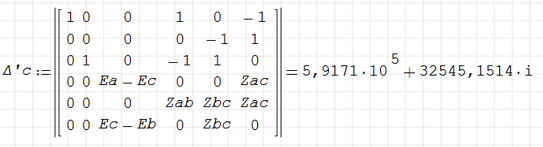 1 0 0 1 0 −1
0 0 0 0 −1 1
0 1 0 −1 1 0
Δ'c := 0 0 Ea − Ec 0 0 Zac = 5,9171·10^5 + 32545,1514·i
0 0 0 Zab Zbc Zac
0 0 Ec − Eb 0 Zbc 0